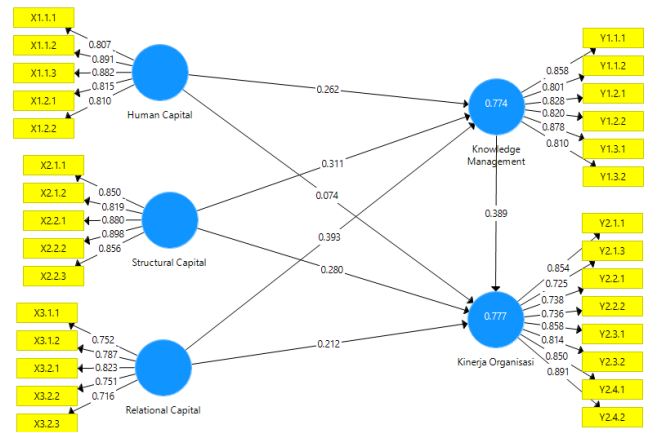 X1.1.1
X1.1.2
X1.1.3
X1.2.1
X1.2.2
0.807
0.891
0.882
0.815
0.810
Human Capital
X2.1.1
X2.1.2
X2.2.1
X2.2.2
X2.2.3
0.850
0.819
0.880
0.898
0.856
Structural Capital
X3.1.1
X3.1.2
X3.2.1
X3.2.2
X3.2.3
0.752
0.787
0.823
0.751
0.716
Relational Capital
0.262
0.311
0.074
0.393
0.280
0.212
0.774
Knowledge
Management
0.389
0.777
Kinerja Organisasi
0.858
0.801
0.828
0.820
0.878
0.810
Y1.1.1
Y1.1.2
Y1.2.1
Y1.2.2
Y1.3.1
Y1.3.2
0.854
0.725
0.738
0.736
0.858
0.814
0.850
0.891
Y2.1.1
Y2.1.3
Y2.2.1
Y2.2.2
Y2.3.1
Y2.3.2
Y2.4.1
Y2.4.2